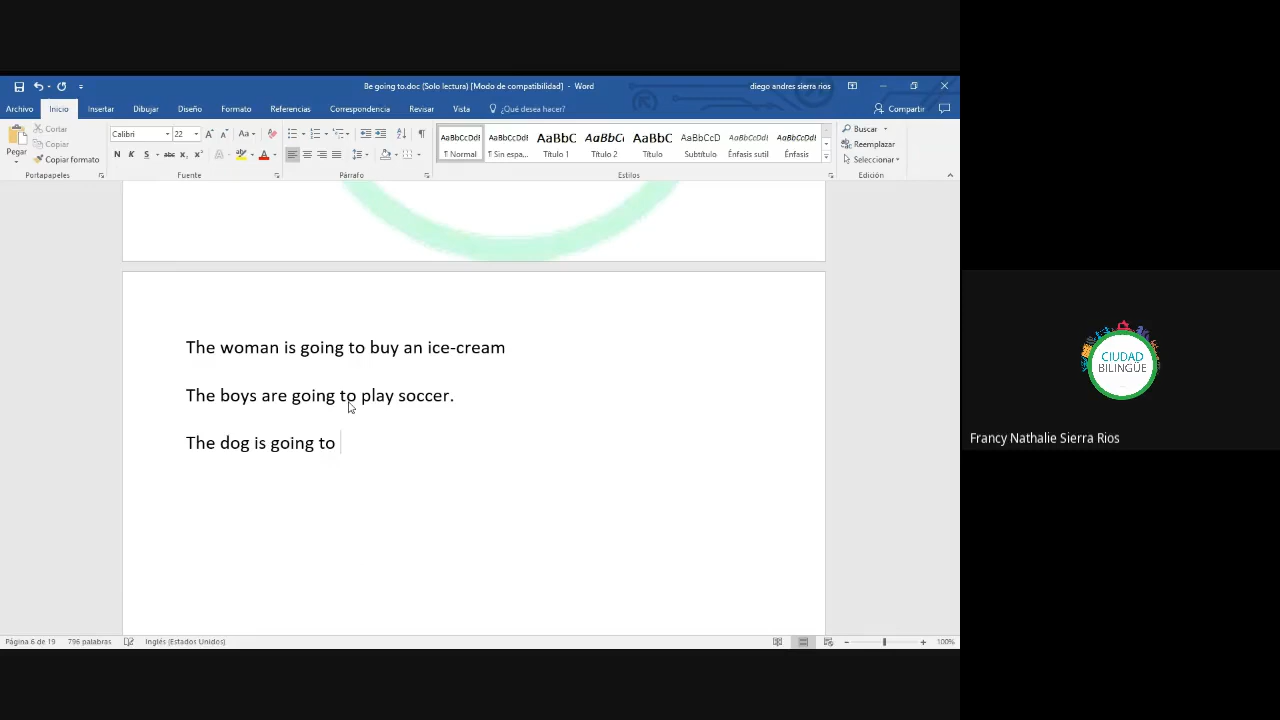 Be going to.doc (Solo lectura) [Modo de compatibilidad] - Word
diego andres sierra rios
Archivo Inicio Insertar Dibujar Diseño Formato Referencias Correspondencia Revisar Vista ¿Qué desea hacer? Compartir
Pegar
Cortar
Copiar
Copiar formato
Portapapeles
Calibri 22
Fuente
Párrafo
AaBbCcDdI AaBbCcDdI AaBbC AaBbCc AaBbC AaBbCcD AaBbCcDdI AaBbCcDdI
¶ Normal ¶ Sin espa... Título 1 Título 2 Título Subtítulo Énfasis sutil Énfasis
Estilos
Buscar
Reemplazar
Seleccionar
Edición
The woman is going to buy an ice-cream
The boys are going to play soccer.
The dog is going to
Página 6 de 19 796 palabras Inglés (Estados Unidos) 100%
CIUDAD
BILINGÜE
Francy Nathalie Sierra Rios